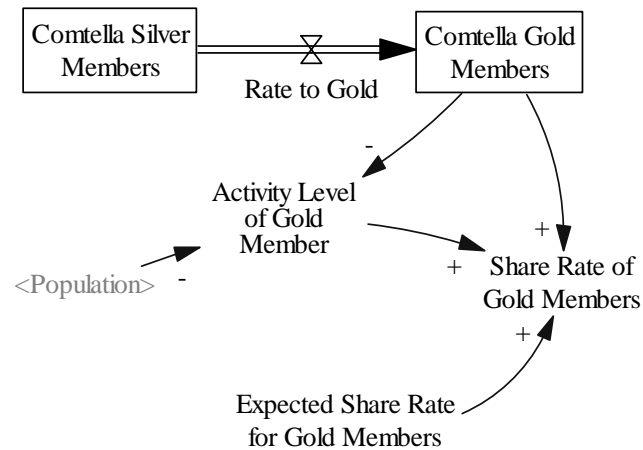 Comtella Silver
Members
Comtella Gold
Members
Rate to Gold
-
Activity Level
of Gold
Member
+
+
Share Rate of
Gold Members
<Population>
-
+
Expected Share Rate
for Gold Members